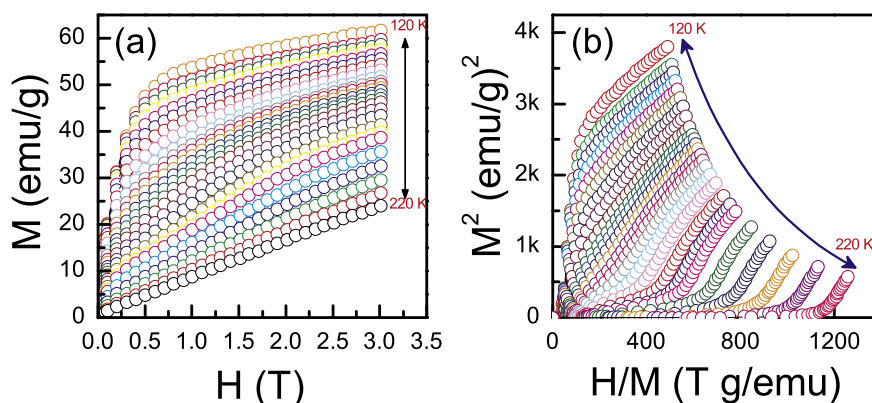 (a)
120 K
220 K
M (emu/g)
60
50
40
30
20
10
0
0.0 0.5 1.0 1.5 2.0 2.5 3.0 3.5
H (T)
(b)
120 K
220 K
M² (emu/g)²
4k
3k
2k
1k
0
0 400 800 1200
H/M (T g/emu)